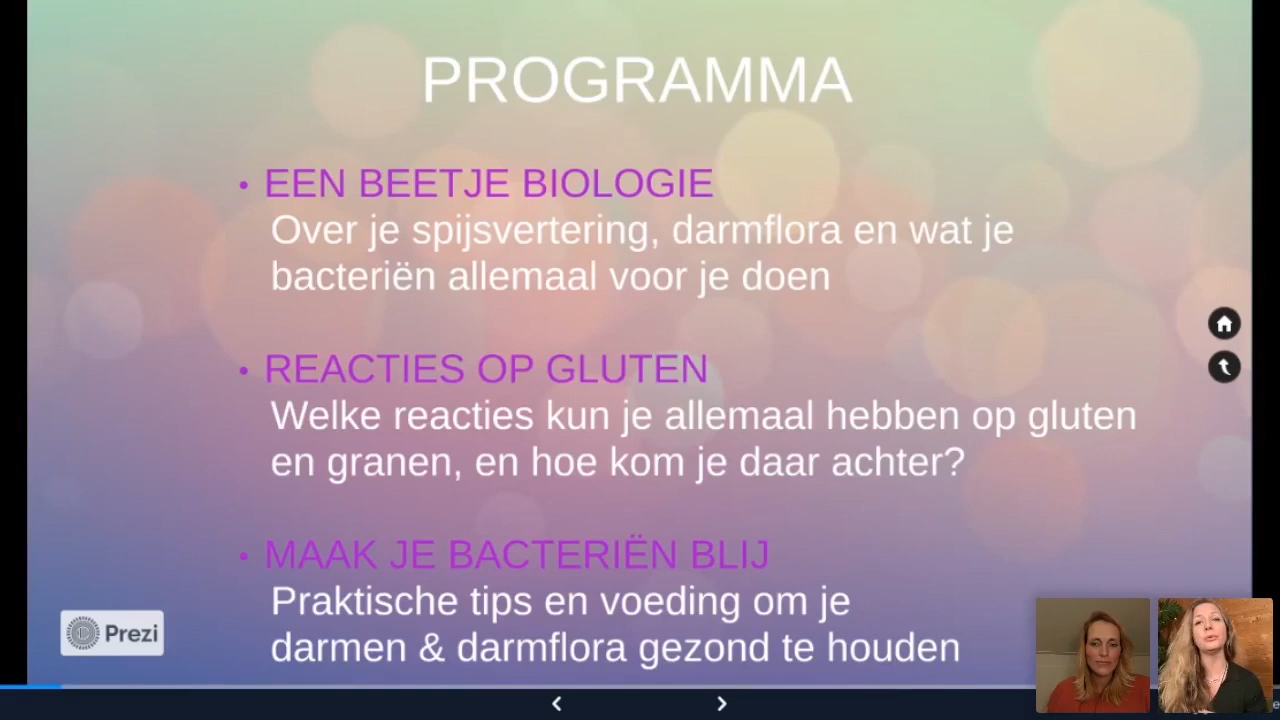 PROGRAMMA
• EEN BEETJE BIOLOGIE
Over je spijsvertering, darmflora en wat je
bacteriën allemaal voor je doen
• REACTIES OP GLUTEN
Welke reacties kun je allemaal hebben op gluten
en granen, en hoe kom je daar achter?
• MAAK JE BACTERIËN BLIJ
Praktische tips en voeding om je
darmen & darmflora gezond te houden
Prezi